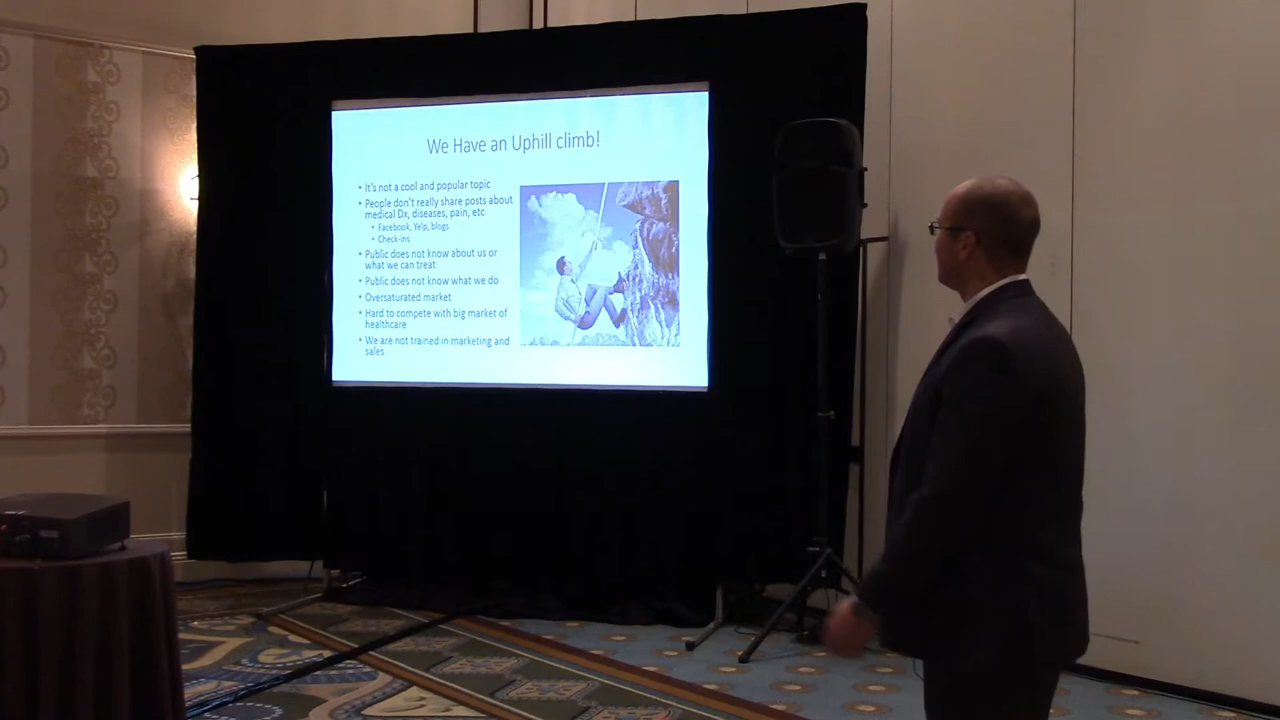 We Have an Uphill climb!
• It's not a cool and popular topic
• People don't really share posts about
medical Dx, diseases, pain, etc
• Facebook, Yelp, blogs
• Check-ins
• Public does not know about us or
what we can treat
• Public does not know what we do
• Oversaturated market
• Hard to compete with big market of
healthcare
• We are not trained in marketing and
sales